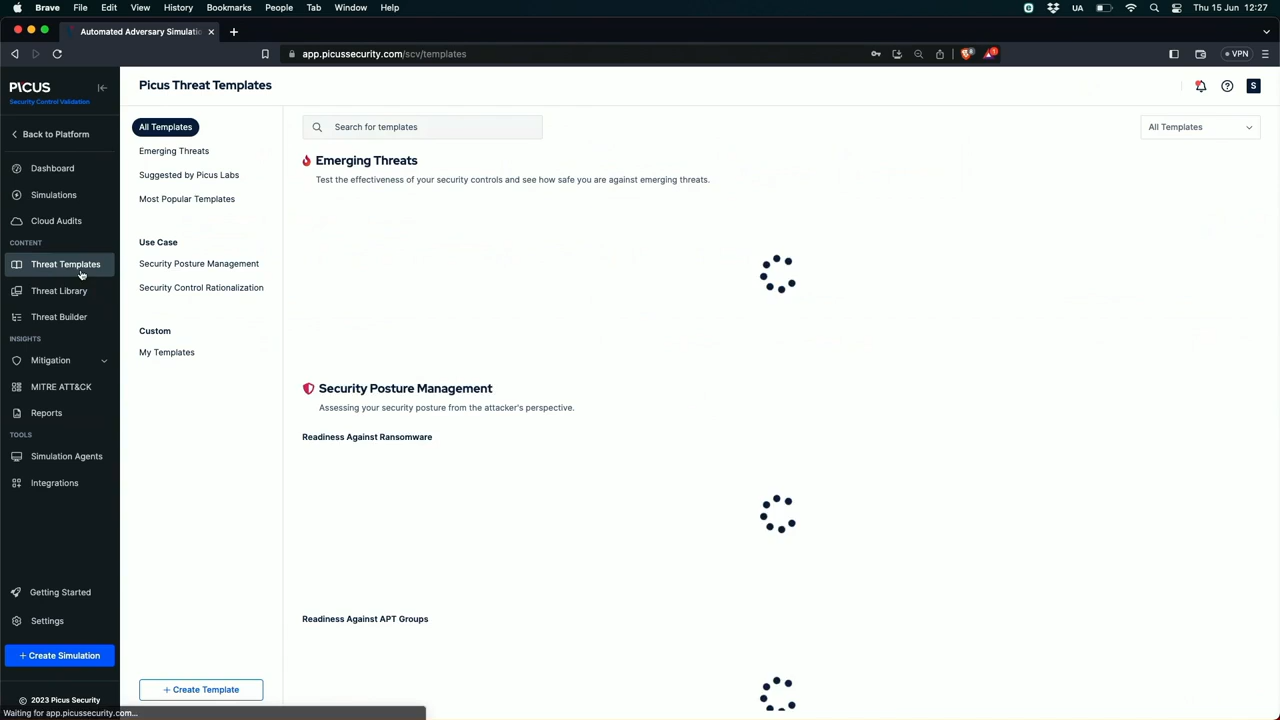 Brave File Edit View History Bookmarks People Tab Window Help UA Thu 15 Jun 12:27
Automated Adversary Simulatio
app.picussecurity.com/scv/templates 8 1 VPN
PICUS
Security Control Validation
Back to Platform
Dashboard
Simulations
Cloud Audits
CONTENT
Threat Templates
Threat Library
Threat Builder
INSIGHTS
Mitigation
MITRE ATT&CK
Reports
TOOLS
Simulation Agents
Integrations
Getting Started
Settings
+ Create Simulation
© 2023 Picus Security
Waiting for app.picussecurity.com...
Picus Threat Templates
S
All Templates
Emerging Threats
Suggested by Picus Labs
Most Popular Templates
Use Case
Security Posture Management
Security Control Rationalization
Custom
My Templates
+ Create Template
Search for templates
All Templates
Emerging Threats
Test the effectiveness of your security controls and see how safe you are against emerging threats.
Security Posture Management
Assessing your security posture from the attacker's perspective.
Readiness Against Ransomware
Readiness Against APT Groups